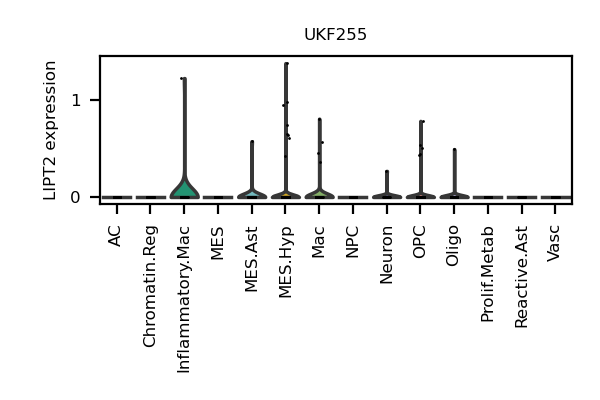 UKF255
LIPT2 expression
1
0
AC
Chromatin.Reg
Inflammatory.Mac
MES
MES.Ast
MES.Hyp
Mac
NPC
Neuron
OPC
Oligo
Prolif.Metab
Reactive.Ast
Vasc